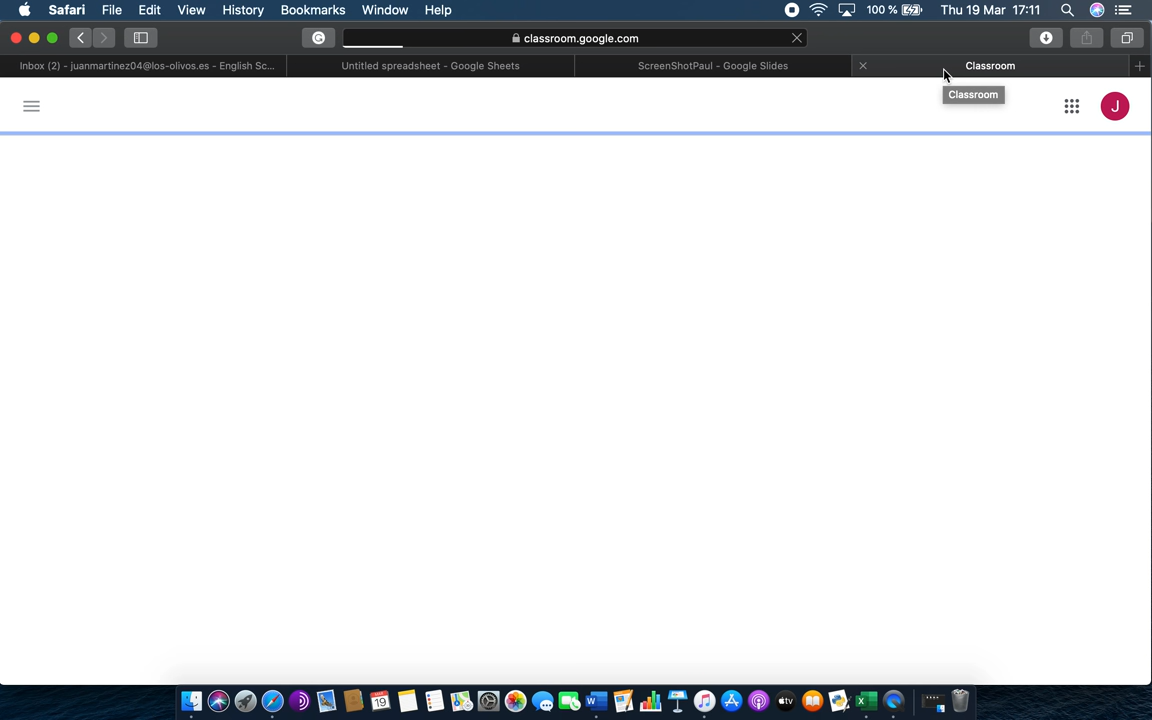 Safari File Edit View History Bookmarks Window Help 100 % Thu 19 Mar 17:11
classroom.google.com
Inbox (2) - juanmartinez04@los-olivos.es - English Sc... Untitled spreadsheet - Google Sheets ScreenShotPaul - Google Slides Classroom
Classroom
J
19
W
X